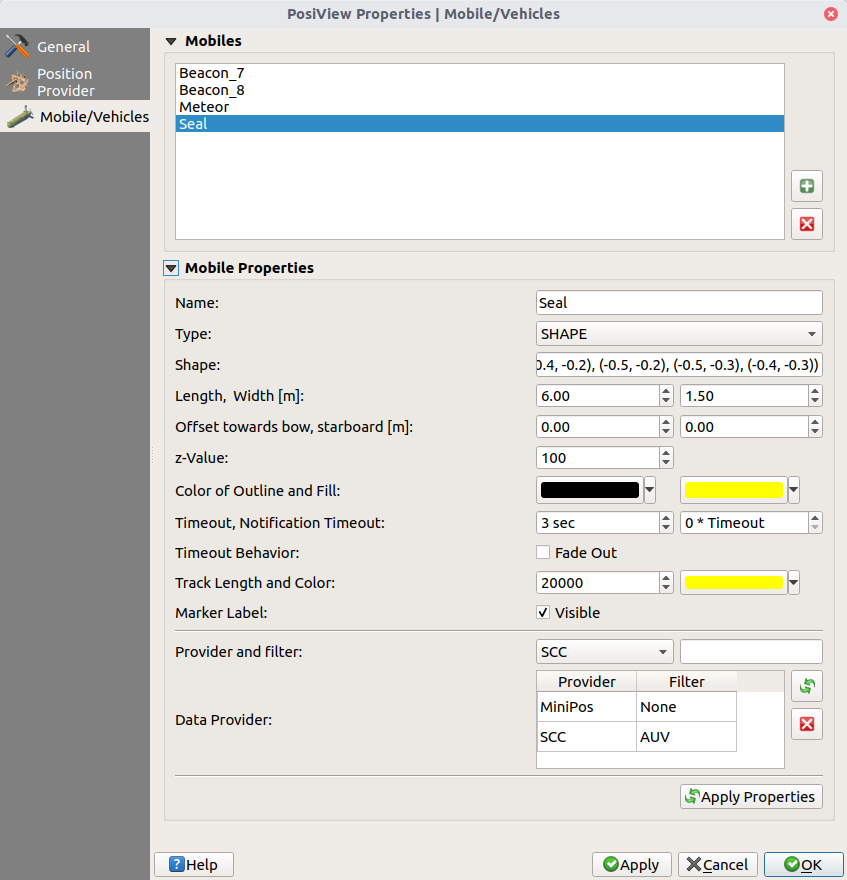 PosiView Properties | Mobile/Vehicles
General
Position
Provider
Mobile/Vehicles
Mobiles
Beacon_7
Beacon_8
Meteor
Seal
Mobile Properties
Name: Seal
Type: SHAPE
Shape: 0.4, -0.2), (-0.5, -0.2), (-0.5, -0.3), (-0.4, -0.3))
Length, Width [m]: 6.00 1.50
Offset towards bow, starboard [m]: 0.00 0.00
z-Value: 100
Color of Outline and Fill:
Timeout, Notification Timeout: 3 sec 0 * Timeout
Timeout Behavior: Fade Out
Track Length and Color: 20000
Marker Label: Visible
Provider and filter: SCC
Provider Filter
Data Provider:
MiniPos None
SCC AUV
Apply Properties
Help Apply Cancel OK